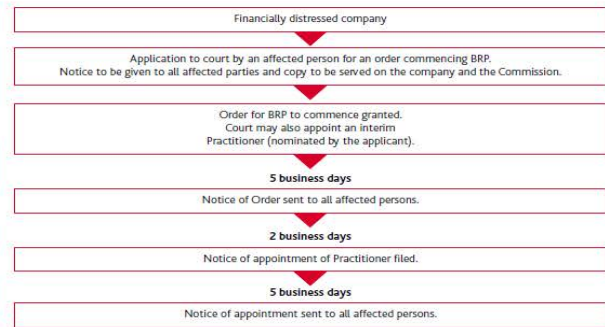 Financially distressed company
Application to court by an affected person for an order commencing BRP.
Notice to be given to all affected parties and copy to be served on the company and the Commission.
Order for BRP to commence granted.
Court may also appoint an interim
Practitioner (nominated by the applicant).
5 business days
Notice of Order sent to all affected persons.
2 business days
Notice of appointment of Practitioner filed.
5 business days
Notice of appointment sent to all affected persons.